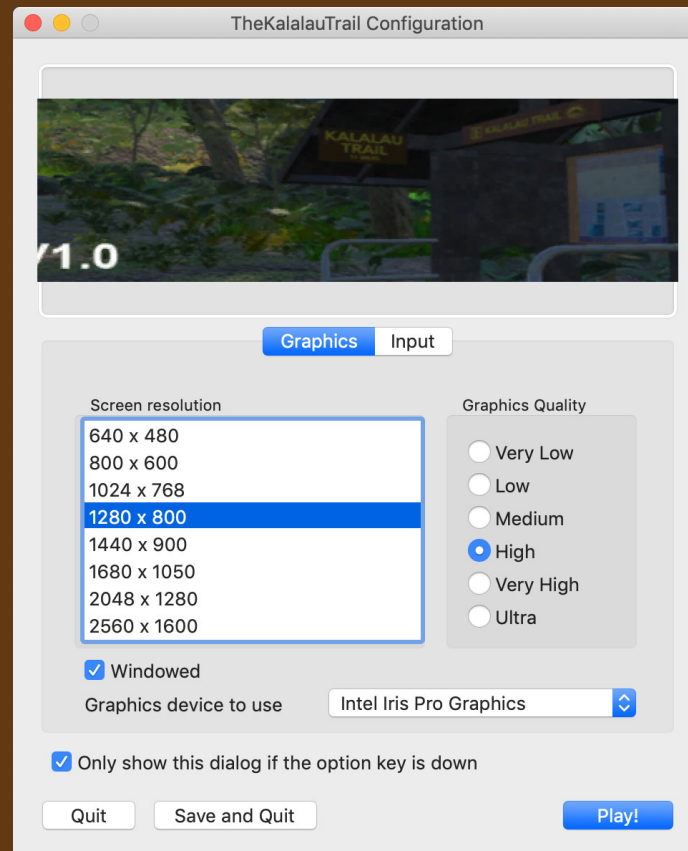 TheKalalauTrail Configuration
KALALAU
TRAIL
KALALAU TRAIL
V1.0
Graphics
Input
Screen resolution
640 x 480
800 x 600
1024 x 768
1280 x 800
1440 x 900
1680 x 1050
2048 x 1280
2560 x 1600
Graphics Quality
Very Low
Low
Medium
High
Very High
Ultra
Windowed
Graphics device to use
Intel Iris Pro Graphics
Only show this dialog if the option key is down
Quit
Save and Quit
Play!